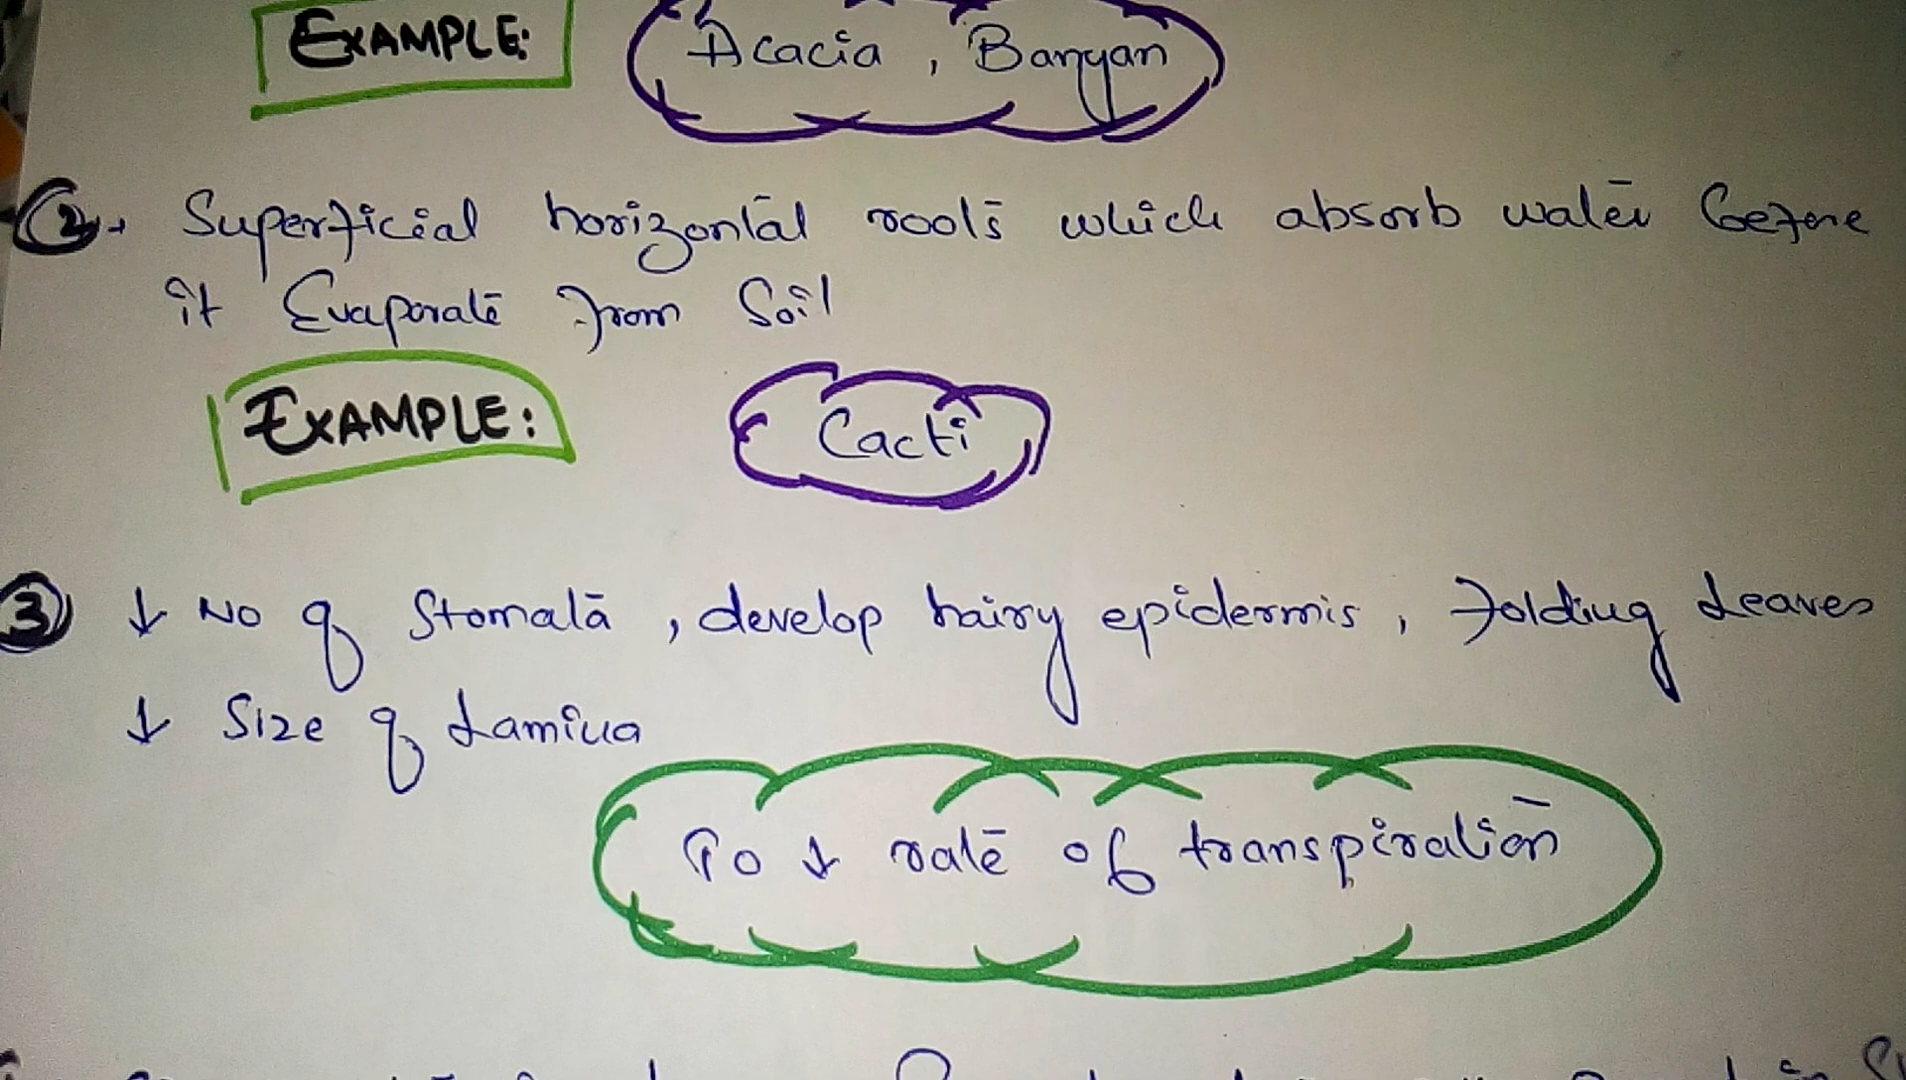 EXAMPLE: Acacia, Banyan
2. Superficial horizontal roots which absorb water before
it Evaporate from Soil
EXAMPLE: Cacti
3 ↓ No of Stomata, develop hairy epidermis, Folding Leaves
↓ Size of Lamina
To ↓ rate of transpiration